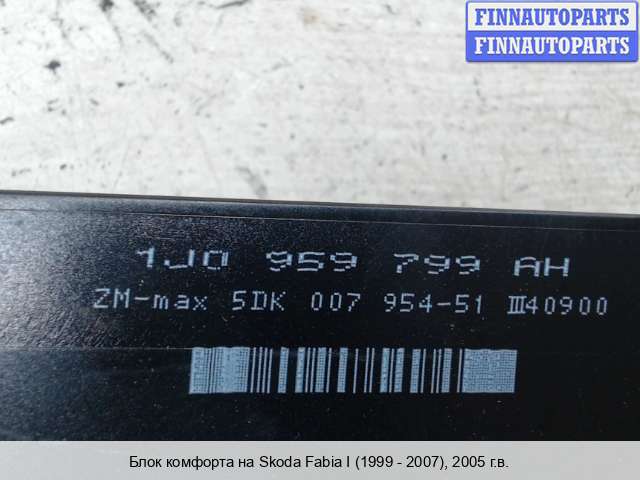 FINNAUTOPARTS
FINNAUTOPARTS
1J0 959 799 AH
ZM-max 5DK 007 954-51 III40900
Блок комфорта на Skoda Fabia I (1999 - 2007), 2005 г.в.